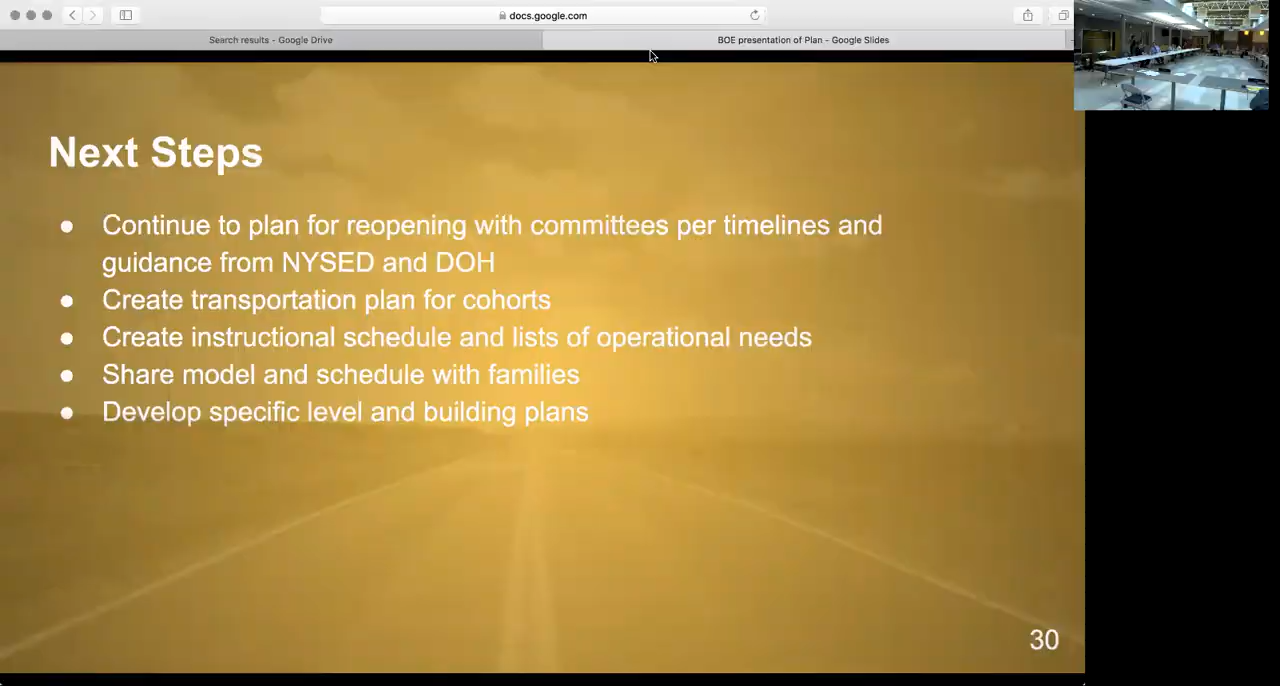 docs.google.com
Search results - Google Drive
BOE presentation of Plan - Google Slides
Next Steps
● Continue to plan for reopening with committees per timelines and
guidance from NYSED and DOH
● Create transportation plan for cohorts
● Create instructional schedule and lists of operational needs
● Share model and schedule with families
● Develop specific level and building plans
30